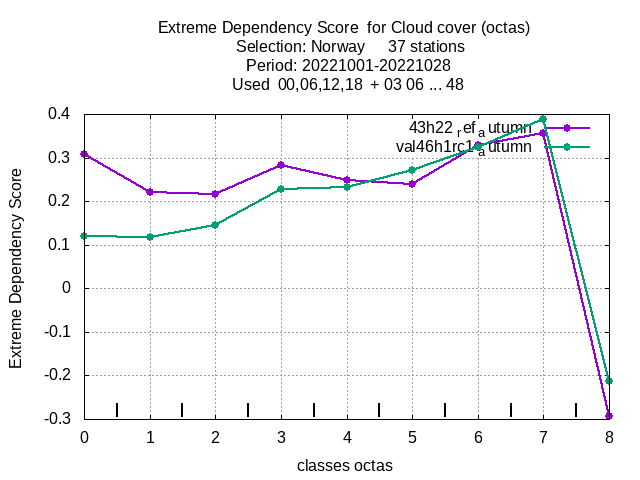 Extreme Dependency Score for Cloud cover (octas)
Selection: Norway 37 stations
Period: 20221001-20221028
Used 00,06,12,18 + 03 06 ... 48
43h22_ref_autumn
val46h1rc1_autumn
0.4
0.3
0.2
0.1
0
-0.1
-0.2
-0.3
Extreme Dependency Score
0 1 2 3 4 5 6 7 8
classes octas